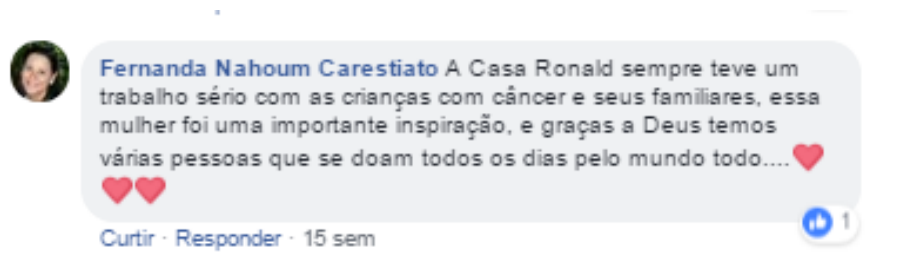 Fernanda Nahoum Carestiato A Casa Ronald sempre teve um
trabalho sério com as crianças com câncer e seus familiares, essa
mulher foi uma importante inspiração, e graças a Deus temos
várias pessoas que se doam todos os dias pelo mundo todo....❤
❤❤
1
Curtir · Responder · 15 sem